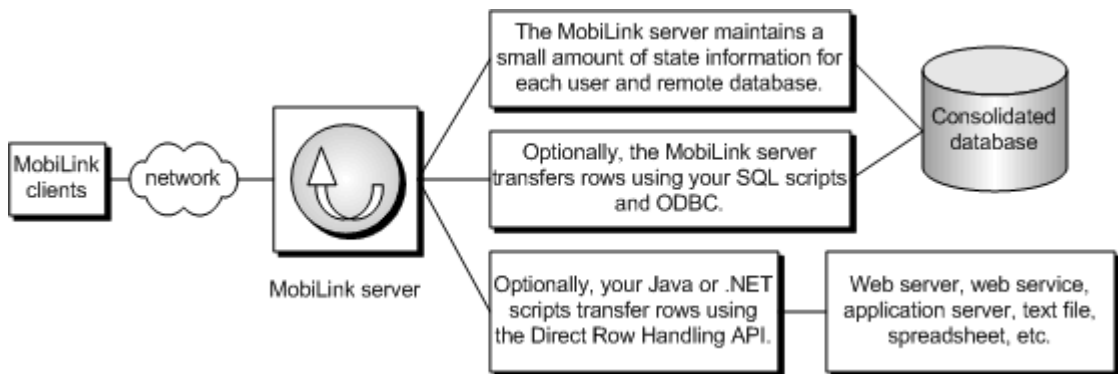 MobiLink
clients
network
MobiLink server
The MobiLink server maintains a
small amount of state information for
each user and remote database.
Optionally, the MobiLink server
transfers rows using your SQL scripts
and ODBC.
Optionally, your Java or .NET
scripts transfer rows using
the Direct Row Handling API.
Consolidated
database
Web server, web service,
application server, text file,
spreadsheet, etc.